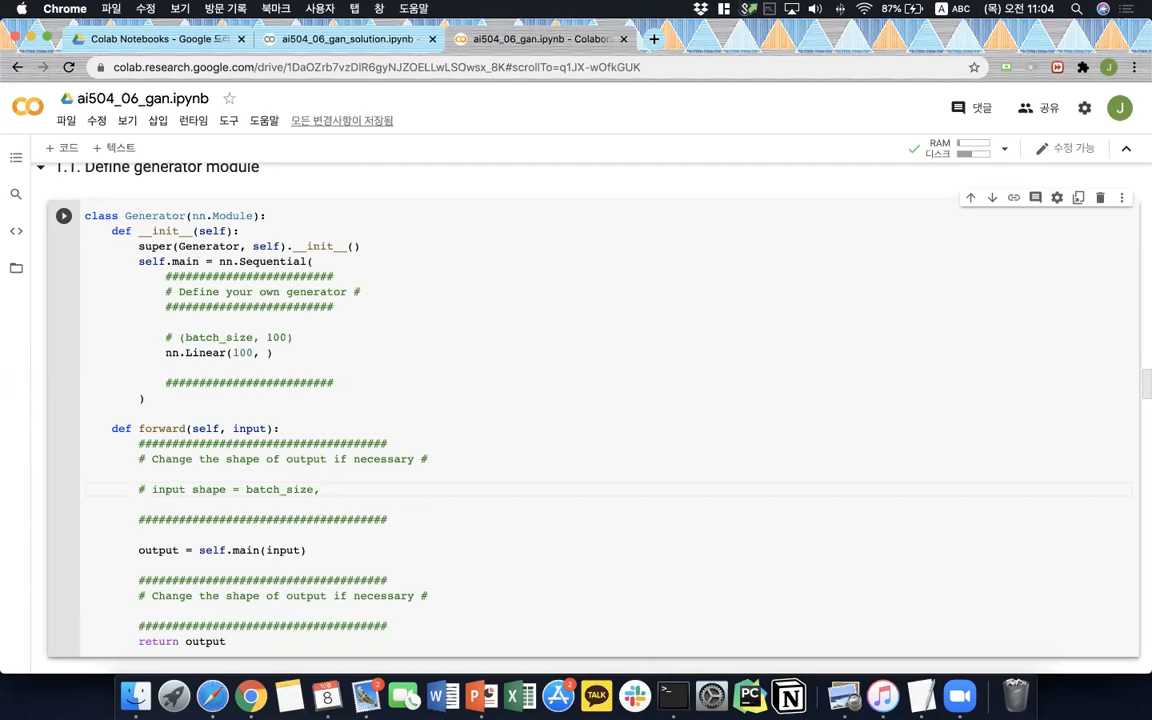 Chrome 파일 수정 보기 방문 기록 북마크 사용자 탭 창 도움말 87% A ABC (목) 오전 11:04
Colab Notebooks - Google 드라 × ai504_06_gan_solution.ipynb - × ai504_06_gan.ipynb - Colabora × +
colab.research.google.com/drive/1DaOZrb7vzDlR6gyNJZOELLwLSOwsx_8K#scrollTo=q1JX-wOfkGUK J
ai504_06_gan.ipynb
댓글 공유 J
파일 수정 보기 삽입 런타임 도구 도움말 모든 변경사항이 저장됨
+ 코드 + 텍스트 RAM 디스크 수정 가능
1.1. Define generator module
class Generator(nn.Module):
def __init__(self):
super(Generator, self).__init__()
self.main = nn.Sequential(
#########################
# Define your own generator #
#########################
# (batch_size, 100)
nn.Linear(100, )
#########################
)
def forward(self, input):
#####################################
# Change the shape of output if necessary #
# input shape = batch_size,
#####################################
output = self.main(input)
#####################################
# Change the shape of output if necessary #
#####################################
return output